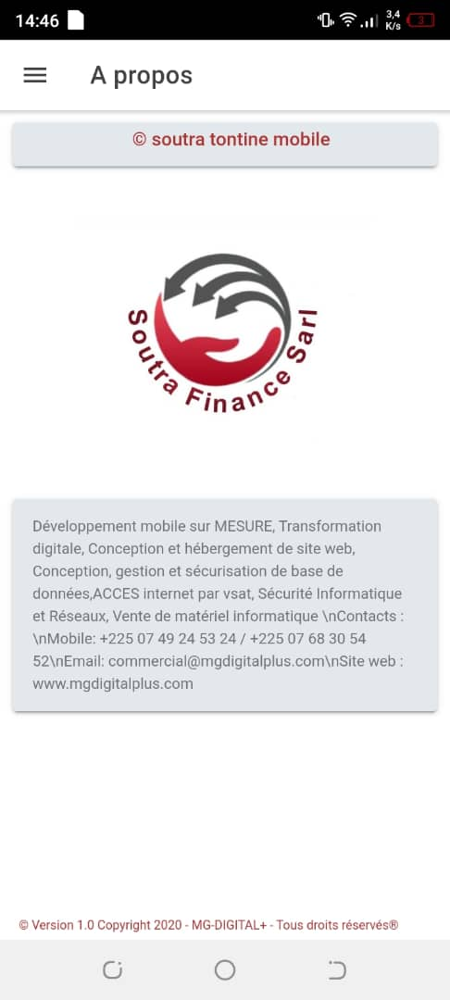 14:46
3,4
K/s
3
A propos
© soutra tontine mobile
Soutra Finance Sarl
Développement mobile sur MESURE, Transformation
digitale, Conception et hébergement de site web,
Conception, gestion et sécurisation de base de
données,ACCES internet par vsat, Sécurité Informatique
et Réseaux, Vente de matériel informatique \nContacts :
\nMobile: +225 07 49 24 53 24 / +225 07 68 30 54
52\nEmail: commercial@mgdigitalplus.com\nSite web :
www.mgdigitalplus.com
© Version 1.0 Copyright 2020 - MG-DIGITAL+ - Tous droits réservés®